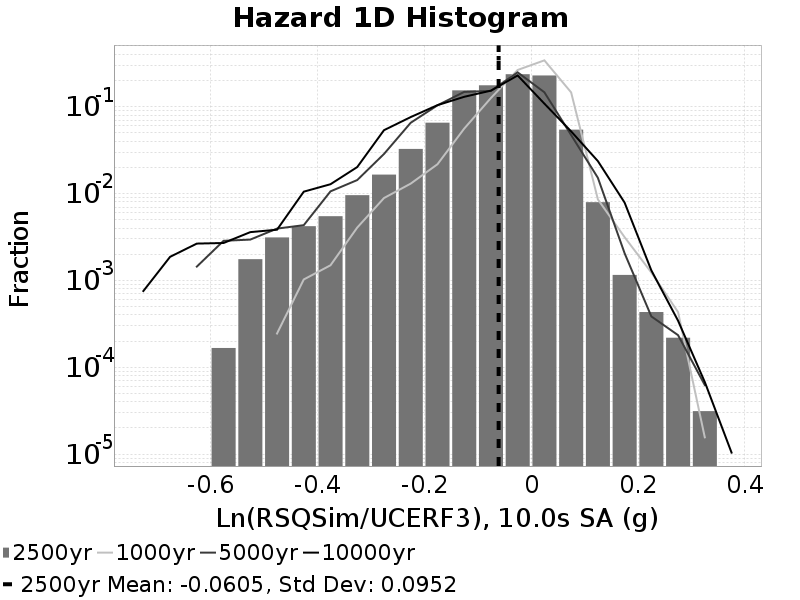 Hazard 1D Histogram
Fraction
10-1
10-2
10-3
10-4
10-5
-0.6 -0.4 -0.2 0 0.2 0.4
Ln(RSQSim/UCERF3), 10.0s SA (g)
2500yr 1000yr 5000yr 10000yr
2500yr Mean: -0.0605, Std Dev: 0.0952